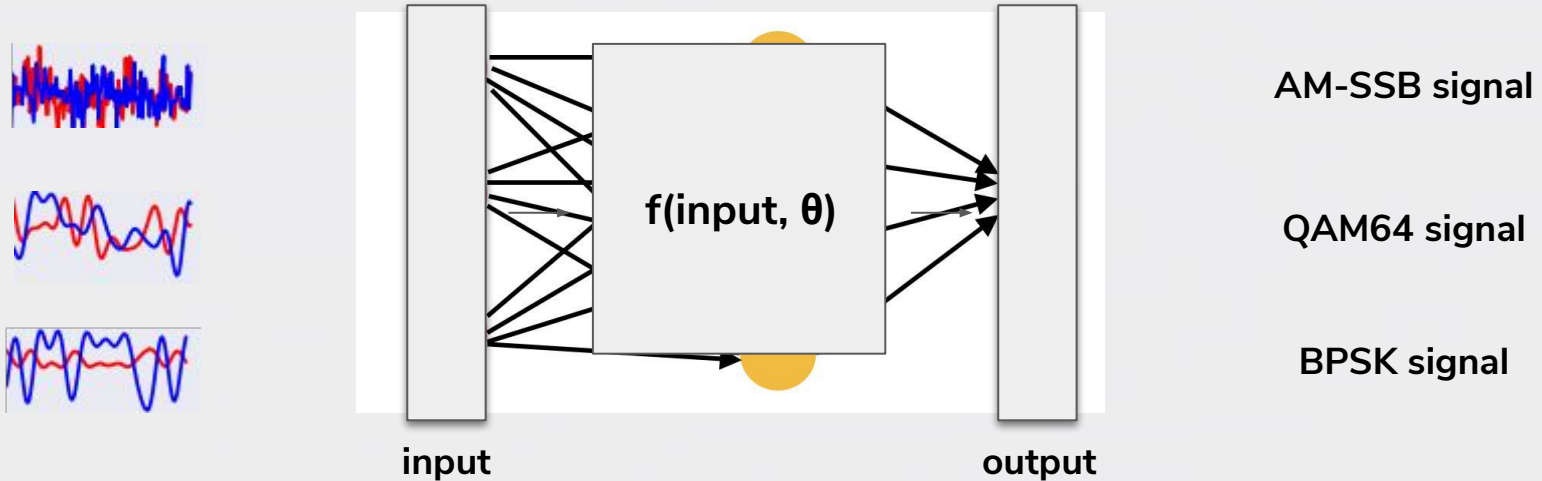 AM-SSB signal
f(input, θ)
QAM64 signal
BPSK signal
input
output